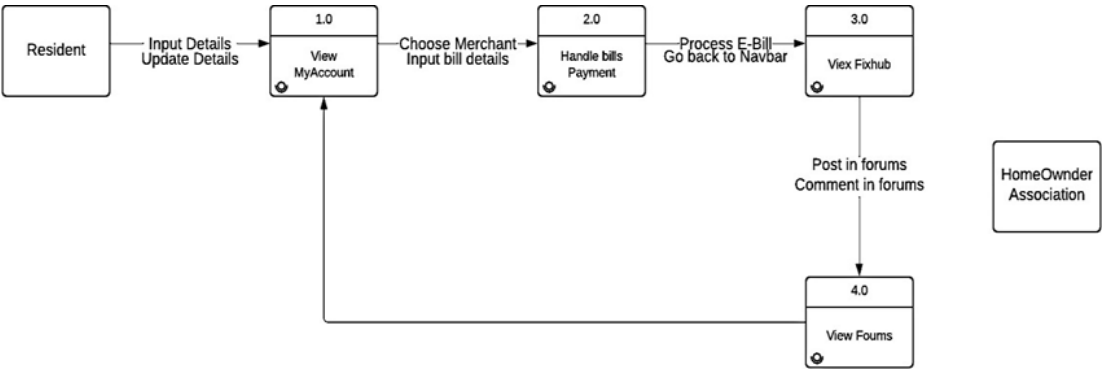 Resident
Input Details
Update Details
1.0
View
MyAccount
Choose Merchant
Input bill details
2.0
Handle bills
Payment
Process E-Bill
Go back to Navbar
3.0
Viex Fixhub
Post in forums
Comment in forums
HomeOwnder
Association
4.0
View Foums